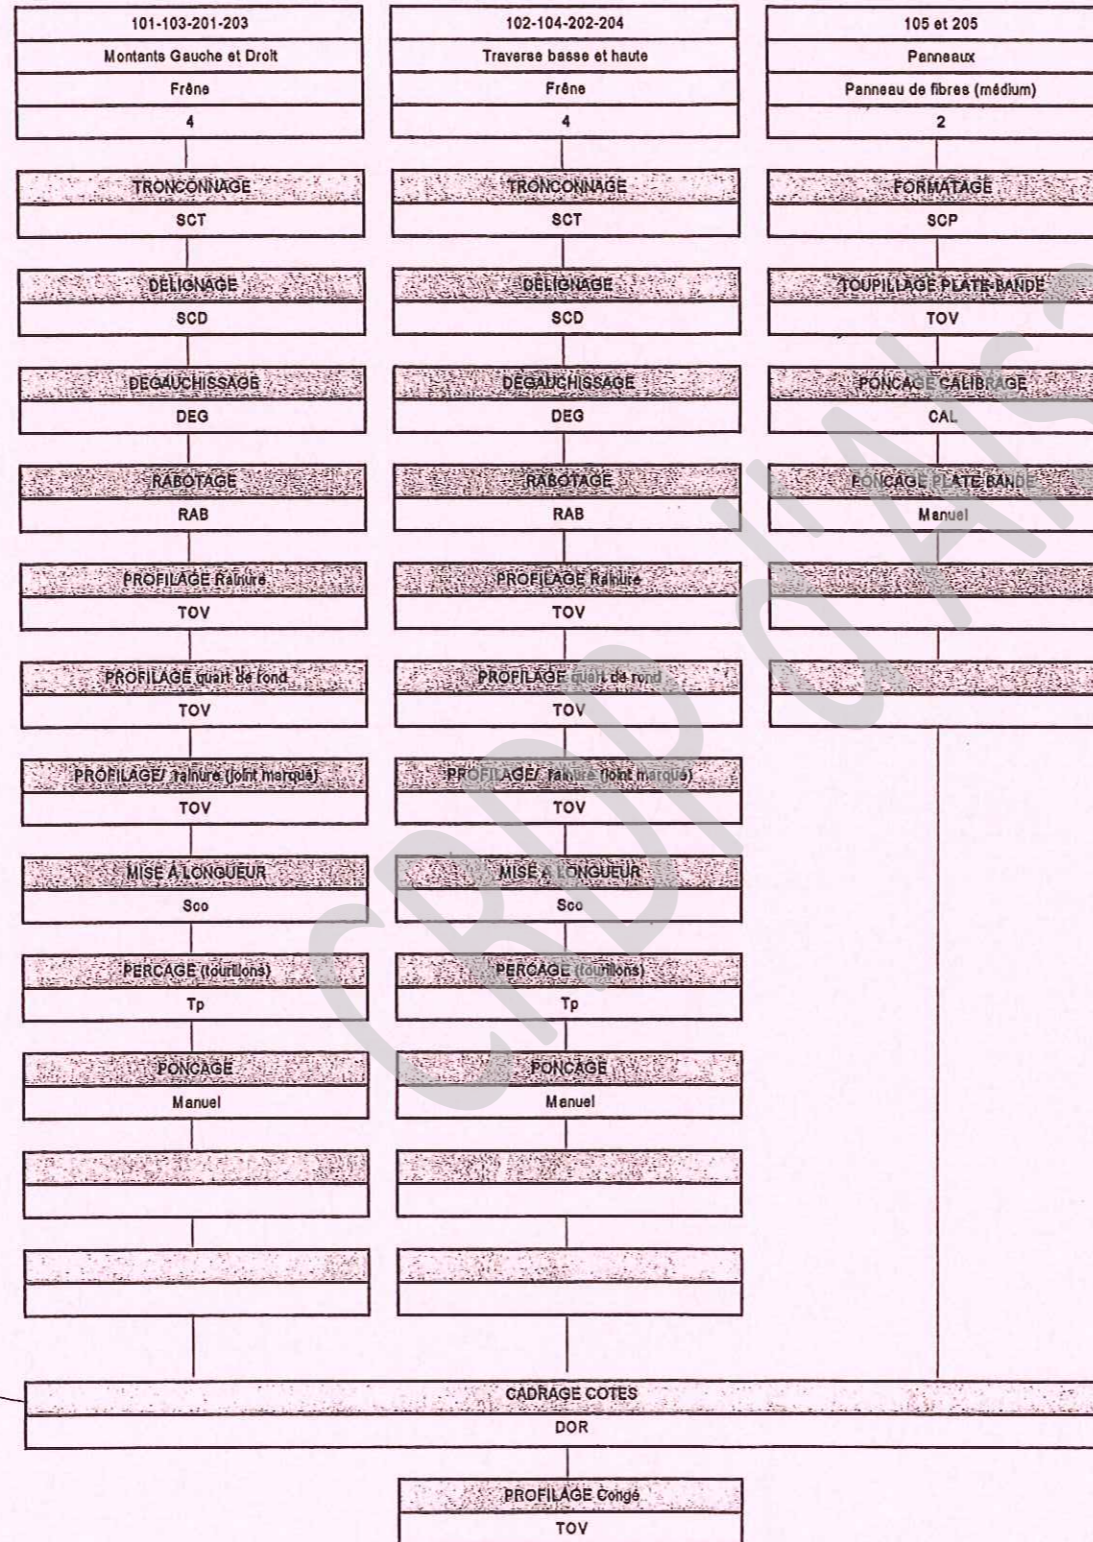 101-103-201-203
Montants Gauche et Droit
Frêne
4
TRONCONNAGE
SCT
DELIGNAGE
SCD
DEGAUCHISSAGE
DEG
RABOTAGE
RAB
PROFILAGE Rainure
TOV
PROFILAGE quart de rond
TOV
PROFILAGE/ rainure (joint marqué)
TOV
MISE A LONGUEUR
Sco
PERCAGE (tourillons)
Tp
PONCAGE
Manuel
102-104-202-204
Traverse basse et haute
Frêne
4
TRONCONNAGE
SCT
DELIGNAGE
SCD
DEGAUCHISSAGE
DEG
RABOTAGE
RAB
PROFILAGE Rainure
TOV
PROFILAGE quart de rond
TOV
PROFILAGE/ rainure (joint marqué)
TOV
MISE A LONGUEUR
Sco
PERCAGE (tourillons)
Tp
PONCAGE
Manuel
105 et 205
Panneaux
Panneau de fibres (médium)
2
FORMATAGE
SCP
TOUPILLAGE PLATE-BANDE
TOV
PONCAGE CALIBRAGE
CAL
PONCAGE PLATE BANDE
Manuel
CADRAGE COTES
DOR
PROFILAGE Congé
TOV
CRDP d'Als